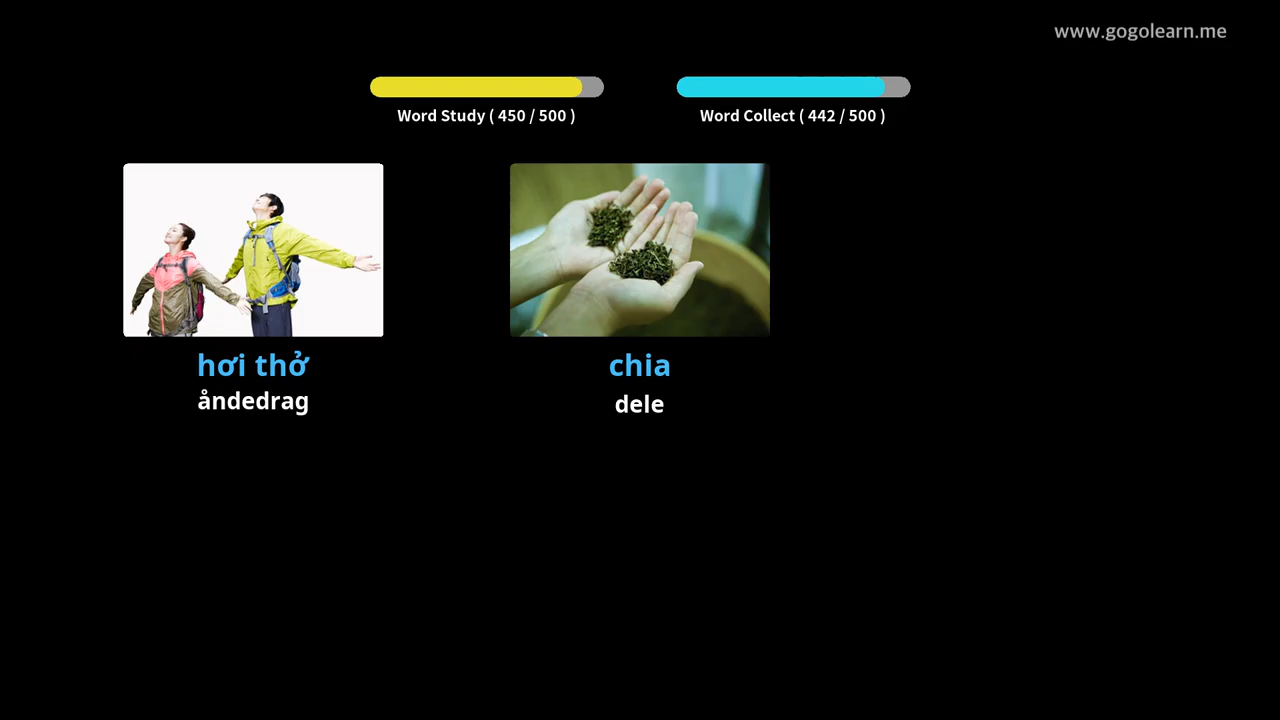 www.gogolearn.me
Word Study ( 450 / 500 )
Word Collect ( 442 / 500 )
hơi thở
åndedrag
chia
dele